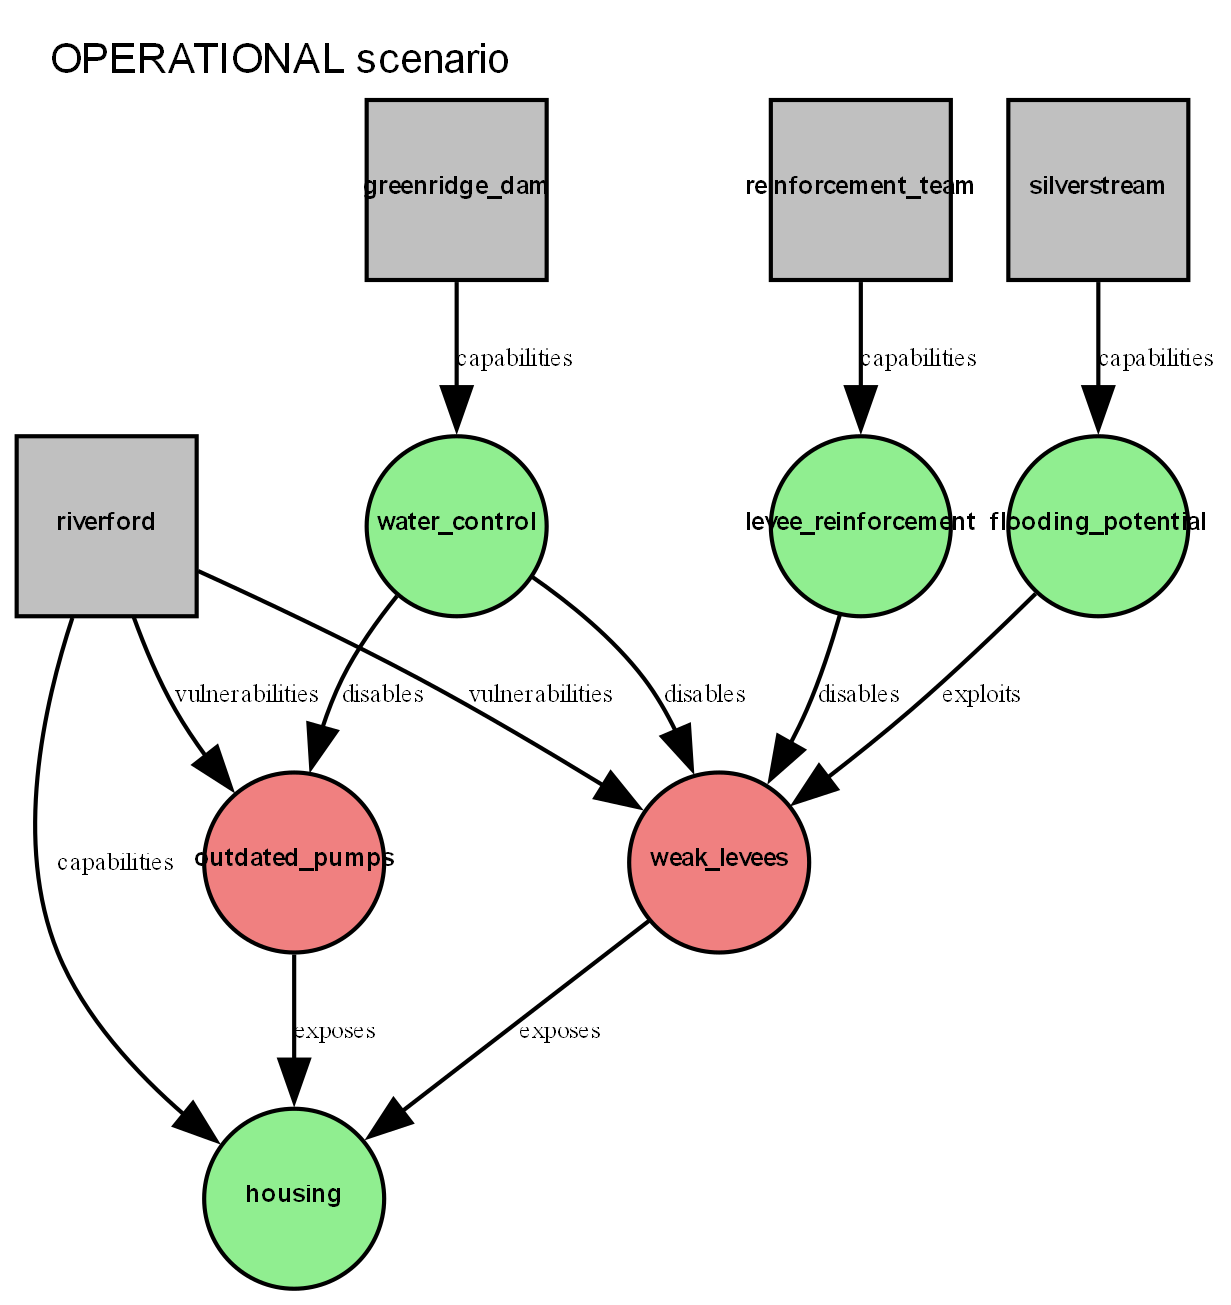 OPERATIONAL scenario
greenridge_dam
reinforcement_team
silverstream
capabilities
capabilities
capabilities
riverford
water_control
levee_reinforcement
flooding_potential
vulnerabilities
disables
vulnerabilities
disables
disables
exploits
capabilities
outdated_pumps
weak_levees
exposes
exposes
housing